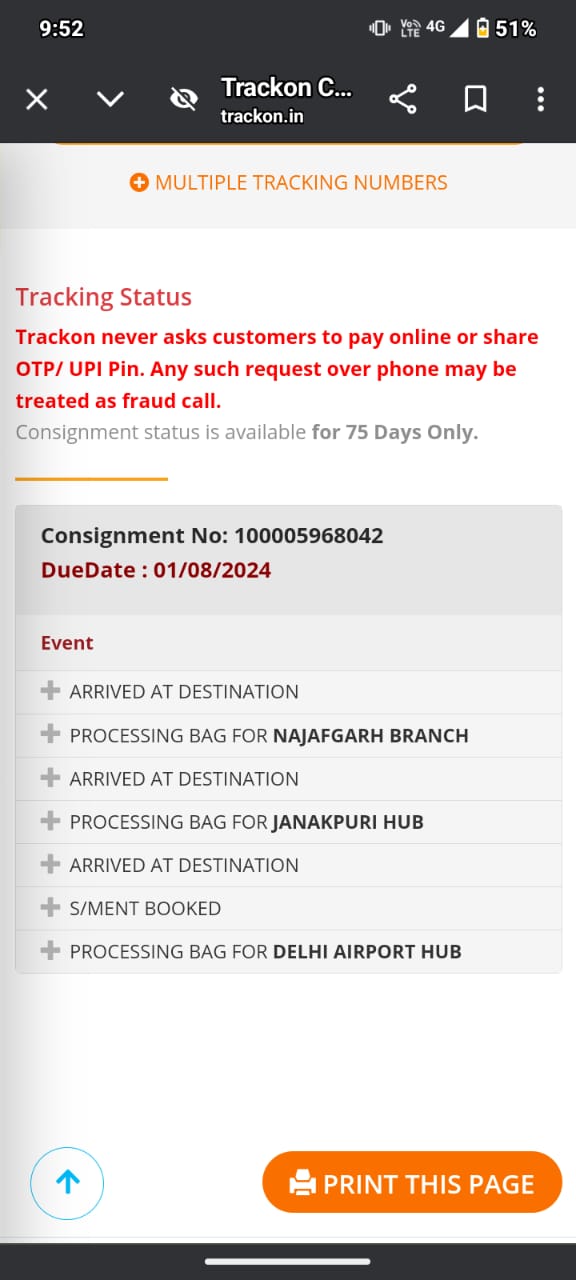 9:52
Vo)) LTE 4G 51%
Trackon C...
trackon.in
MULTIPLE TRACKING NUMBERS
Tracking Status
Trackon never asks customers to pay online or share
OTP/ UPI Pin. Any such request over phone may be
treated as fraud call.
Consignment status is available for 75 Days Only.
Consignment No: 100005968042
DueDate : 01/08/2024
Event
ARRIVED AT DESTINATION
PROCESSING BAG FOR NAJAFGARH BRANCH
ARRIVED AT DESTINATION
PROCESSING BAG FOR JANAKPURI HUB
ARRIVED AT DESTINATION
S/MENT BOOKED
PROCESSING BAG FOR DELHI AIRPORT HUB
PRINT THIS PAGE